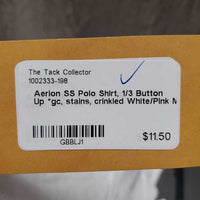 The Tack Collector
1002333-198
Aerion SS Polo Shirt, 1/3 Button
Up *gc, stains, crinkled White/Pink M
$11.50
GBBLJ1